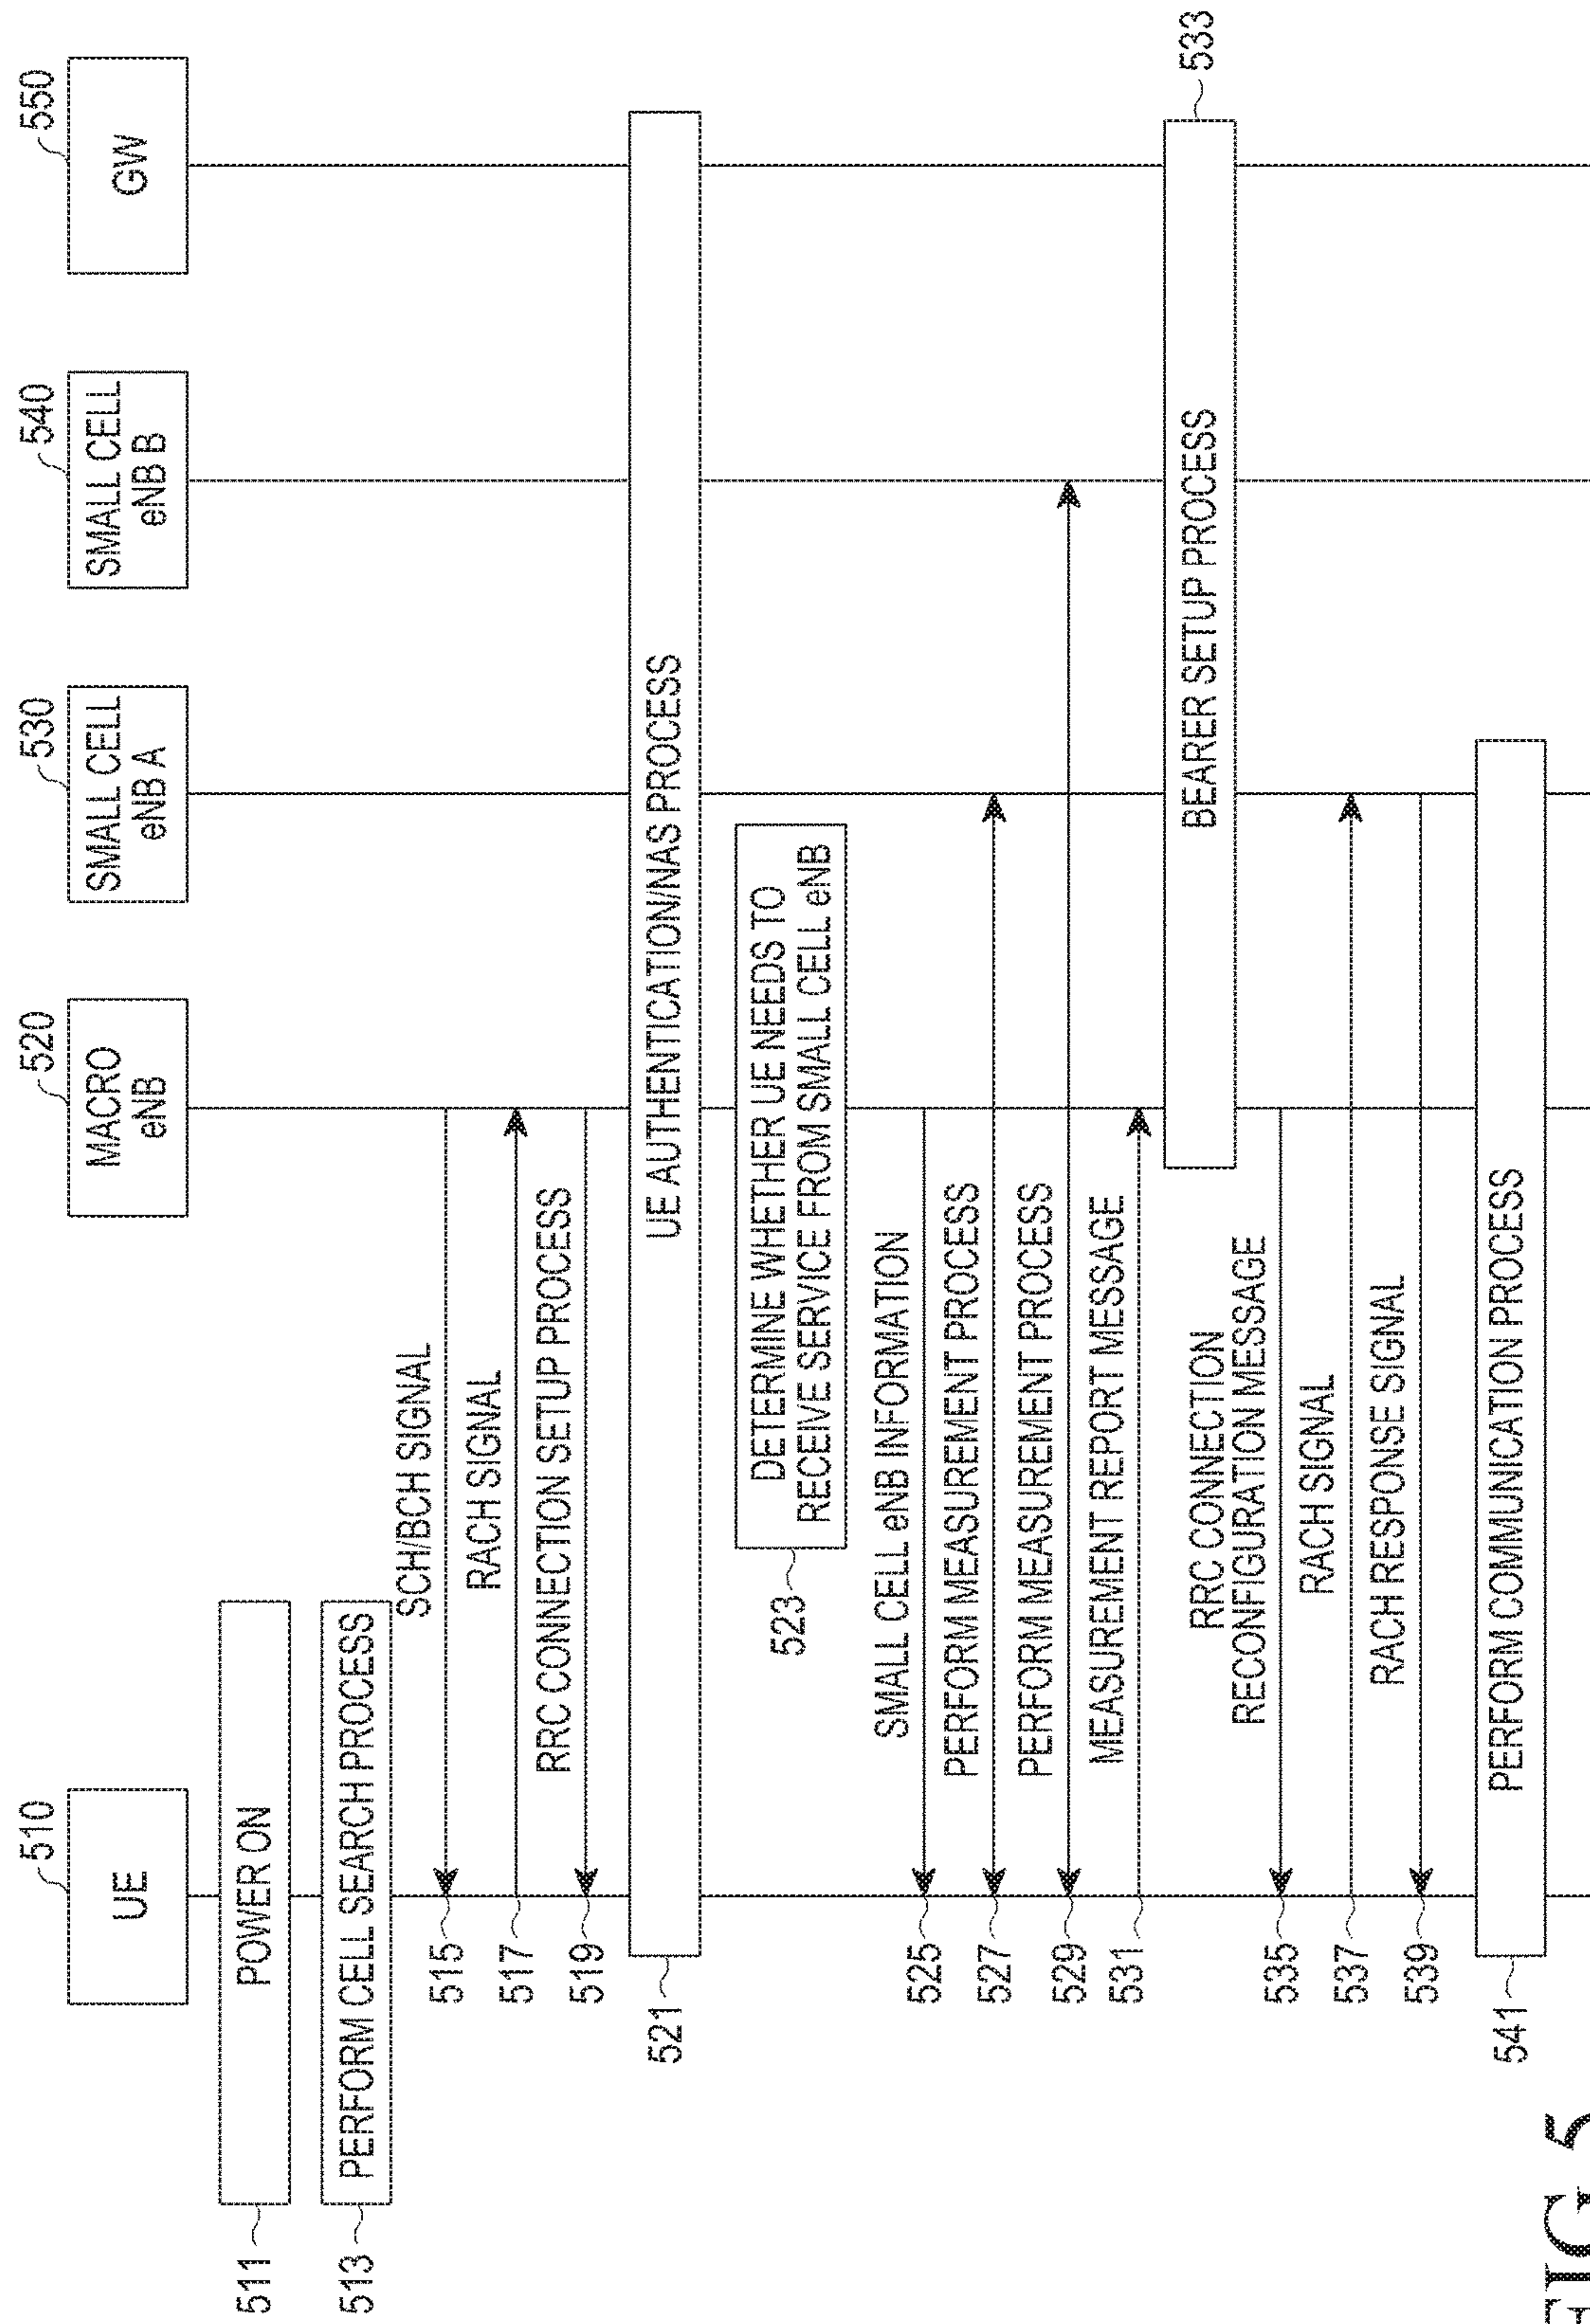 510
UE
520
MACRO
eNB
530
SMALL CELL
eNB A
540
SMALL CELL
eNB B
550
GW
511
POWER ON
513
PERFORM CELL SEARCH PROCESS
515
SCH/BCH SIGNAL
517
RACH SIGNAL
519
RRC CONNECTION SETUP PROCESS
521
UE AUTHENTICATION/NAS PROCESS
523
DETERMINE WHETHER UE NEEDS TO
RECEIVE SERVICE FROM SMALL CELL eNB
525
SMALL CELL eNB INFORMATION
527
PERFORM MEASUREMENT PROCESS
529
PERFORM MEASUREMENT PROCESS
531
MEASUREMENT REPORT MESSAGE
533
BEARER SETUP PROCESS
535
RRC CONNECTION
RECONFIGURATION MESSAGE
537
RACH SIGNAL
539
RACH RESPONSE SIGNAL
541
PERFORM COMMUNICATION PROCESS
FIG 5